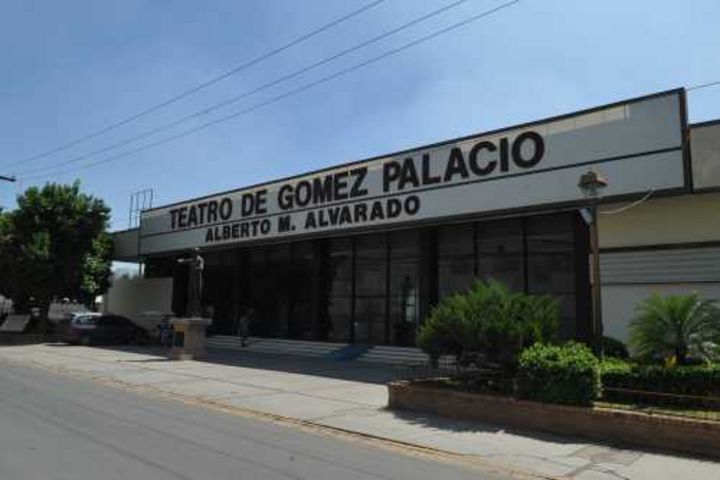 TEATRO DE GOMEZ PALACIO
ALBERTO M. ALVARADO